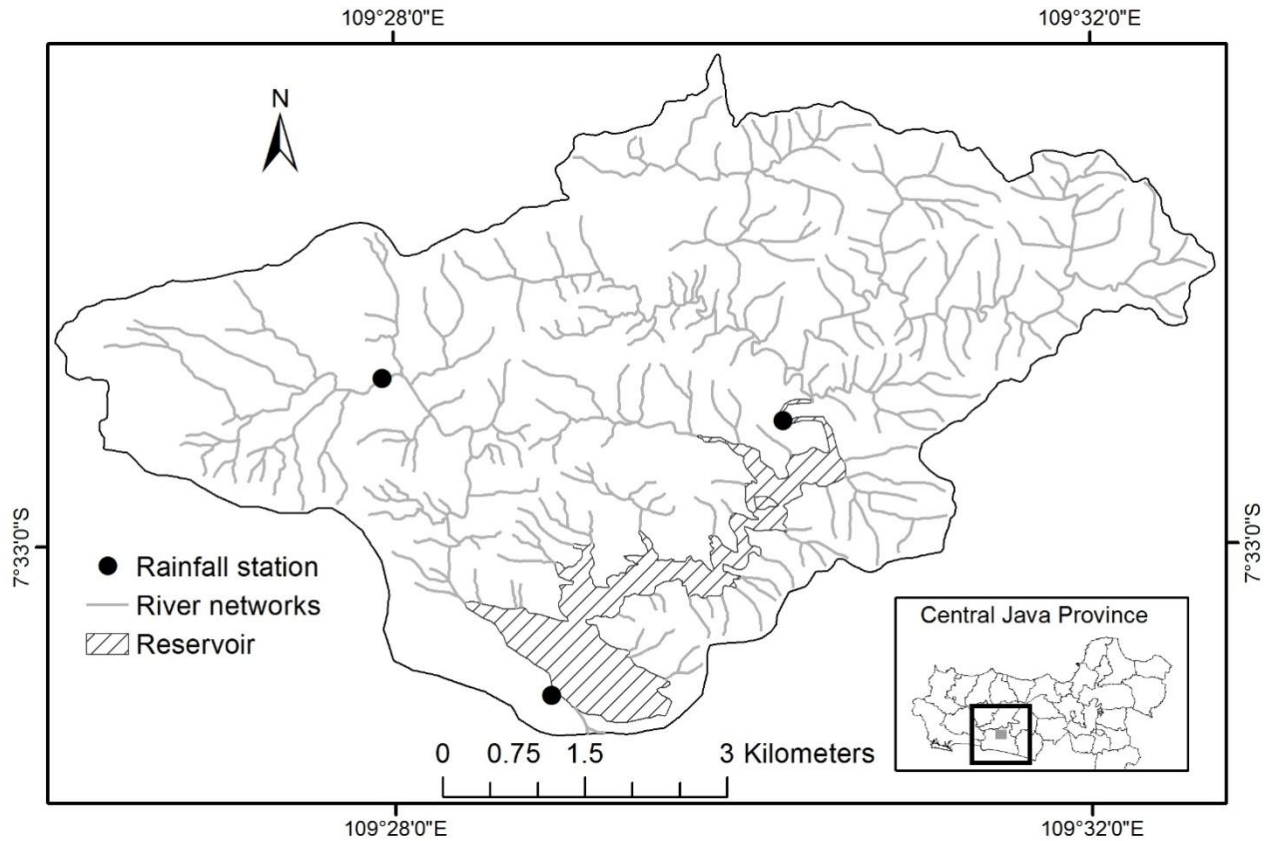 109°28'0"E
109°32'0"E
N
7°33'0"S
7°33'0"S
Rainfall station
River networks
Reservoir
Central Java Province
0 0.75 1.5 3 Kilometers
109°28'0"E
109°32'0"E